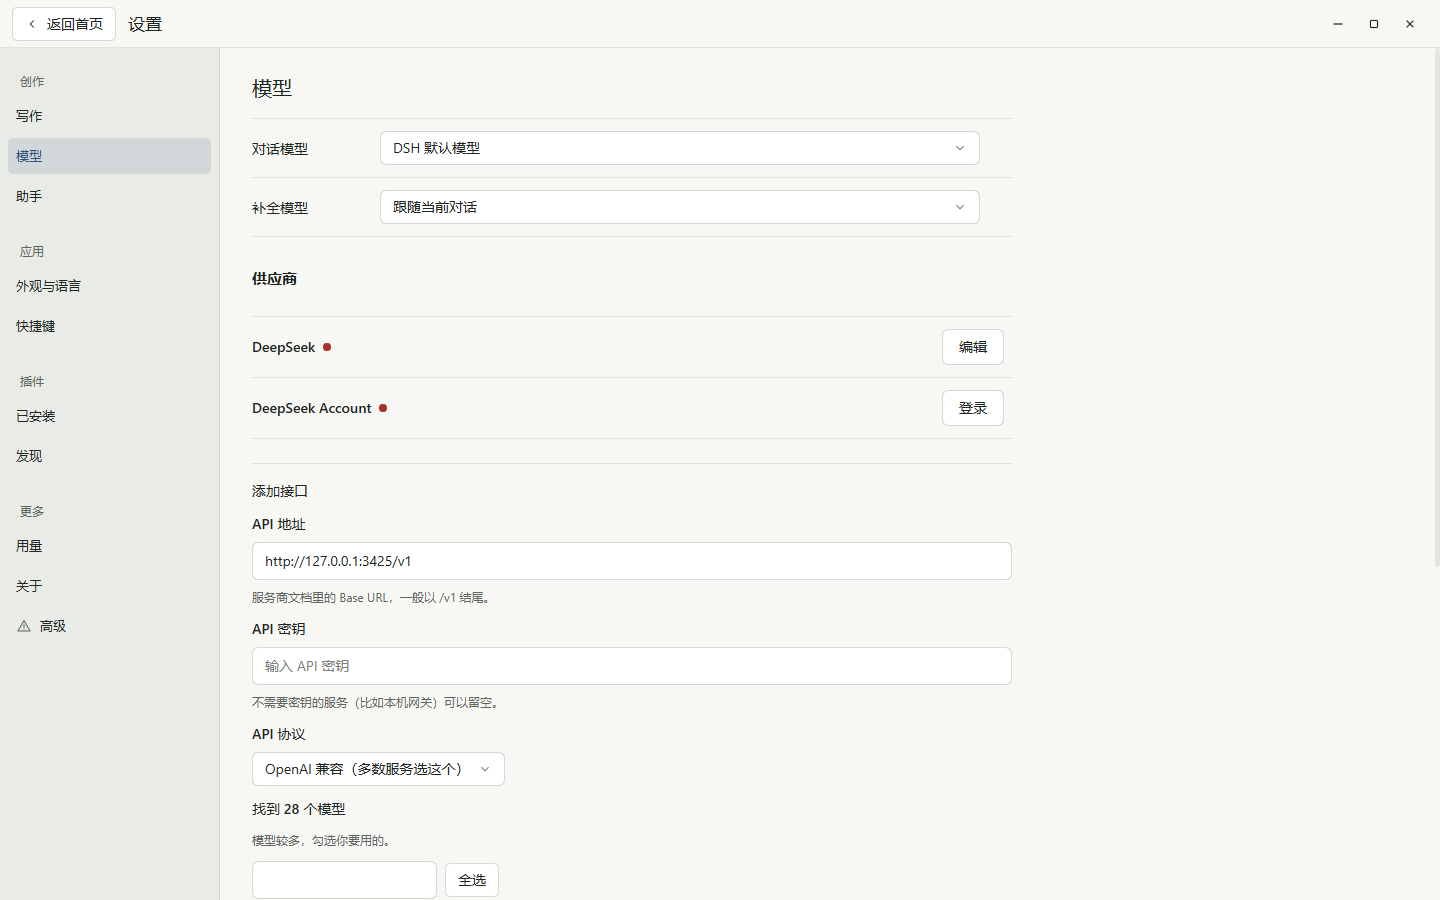 返回首页
设置
创作
写作
模型
助手
应用
外观与语言
快捷键
插件
已安装
发现
更多
用量
关于
高级
模型
对话模型
DSH 默认模型
补全模型
跟随当前对话
供应商
DeepSeek
编辑
DeepSeek Account
登录
添加接口
API 地址
http://127.0.0.1:3425/v1
服务商文档里的 Base URL，一般以 /v1 结尾。
API 密钥
输入 API 密钥
不需要密钥的服务（比如本机网关）可以留空。
API 协议
OpenAI 兼容（多数服务选这个）
找到 28 个模型
模型较多，勾选你要用的。
全选